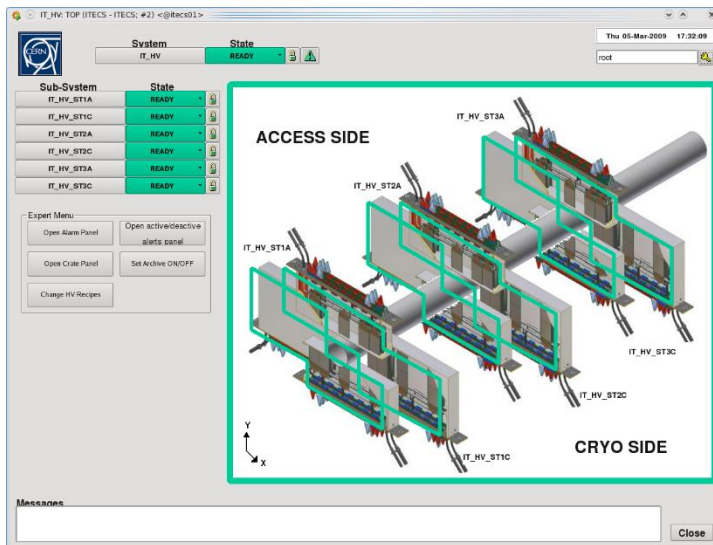 IT_HV: TOP (ITECS - ITECS; #2) <@itecs01>
CERN
System State
IT_HV READY
Thu 05-Mar-2009 17:32:09
root
Sub-System State
IT_HV_ST1A READY
IT_HV_ST1C READY
IT_HV_ST2A READY
IT_HV_ST2C READY
IT_HV_ST3A READY
IT_HV_ST3C READY
Expert Menu
Open Alarm Panel
Open active/deactive
alerts panel
Open Crate Panel
Set Archive ON/OFF
Change HV Recipes
ACCESS SIDE
IT_HV_ST3A
IT_HV_ST2A
IT_HV_ST1A
IT_HV_ST3C
IT_HV_ST2C
IT_HV_ST1C
CRYO SIDE
Y
X
Messages
Close